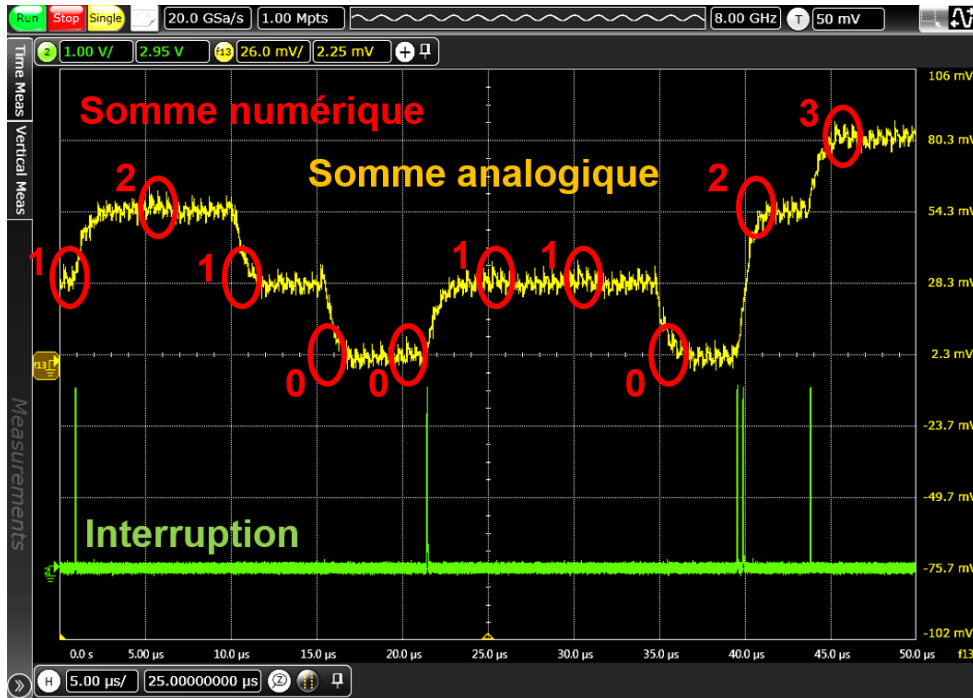 Run Stop Single 20.0 GSa/s 1.00 Mpts 8.00 GHz T 50 mV
2 1.00 V/ 2.95 V f13 26.0 mV/ 2.25 mV +
Time Meas
Vertical Meas
Measurements
106 mV
Somme numérique
3
80.3 mV
Somme analogique
2
2
54.3 mV
1
1
1
1
28.3 mV
f13
0
0
0
2.3 mV
-23.7 mV
-49.7 mV
Interruption
2
-75.7 mV
-102 mV
0.0 s 5.00 µs 10.0 µs 15.0 µs 20.0 µs 25.0 µs 30.0 µs 35.0 µs 40.0 µs 45.0 µs 50.0 µs f13
H 5.00 µs/ 25.00000000 µs Z